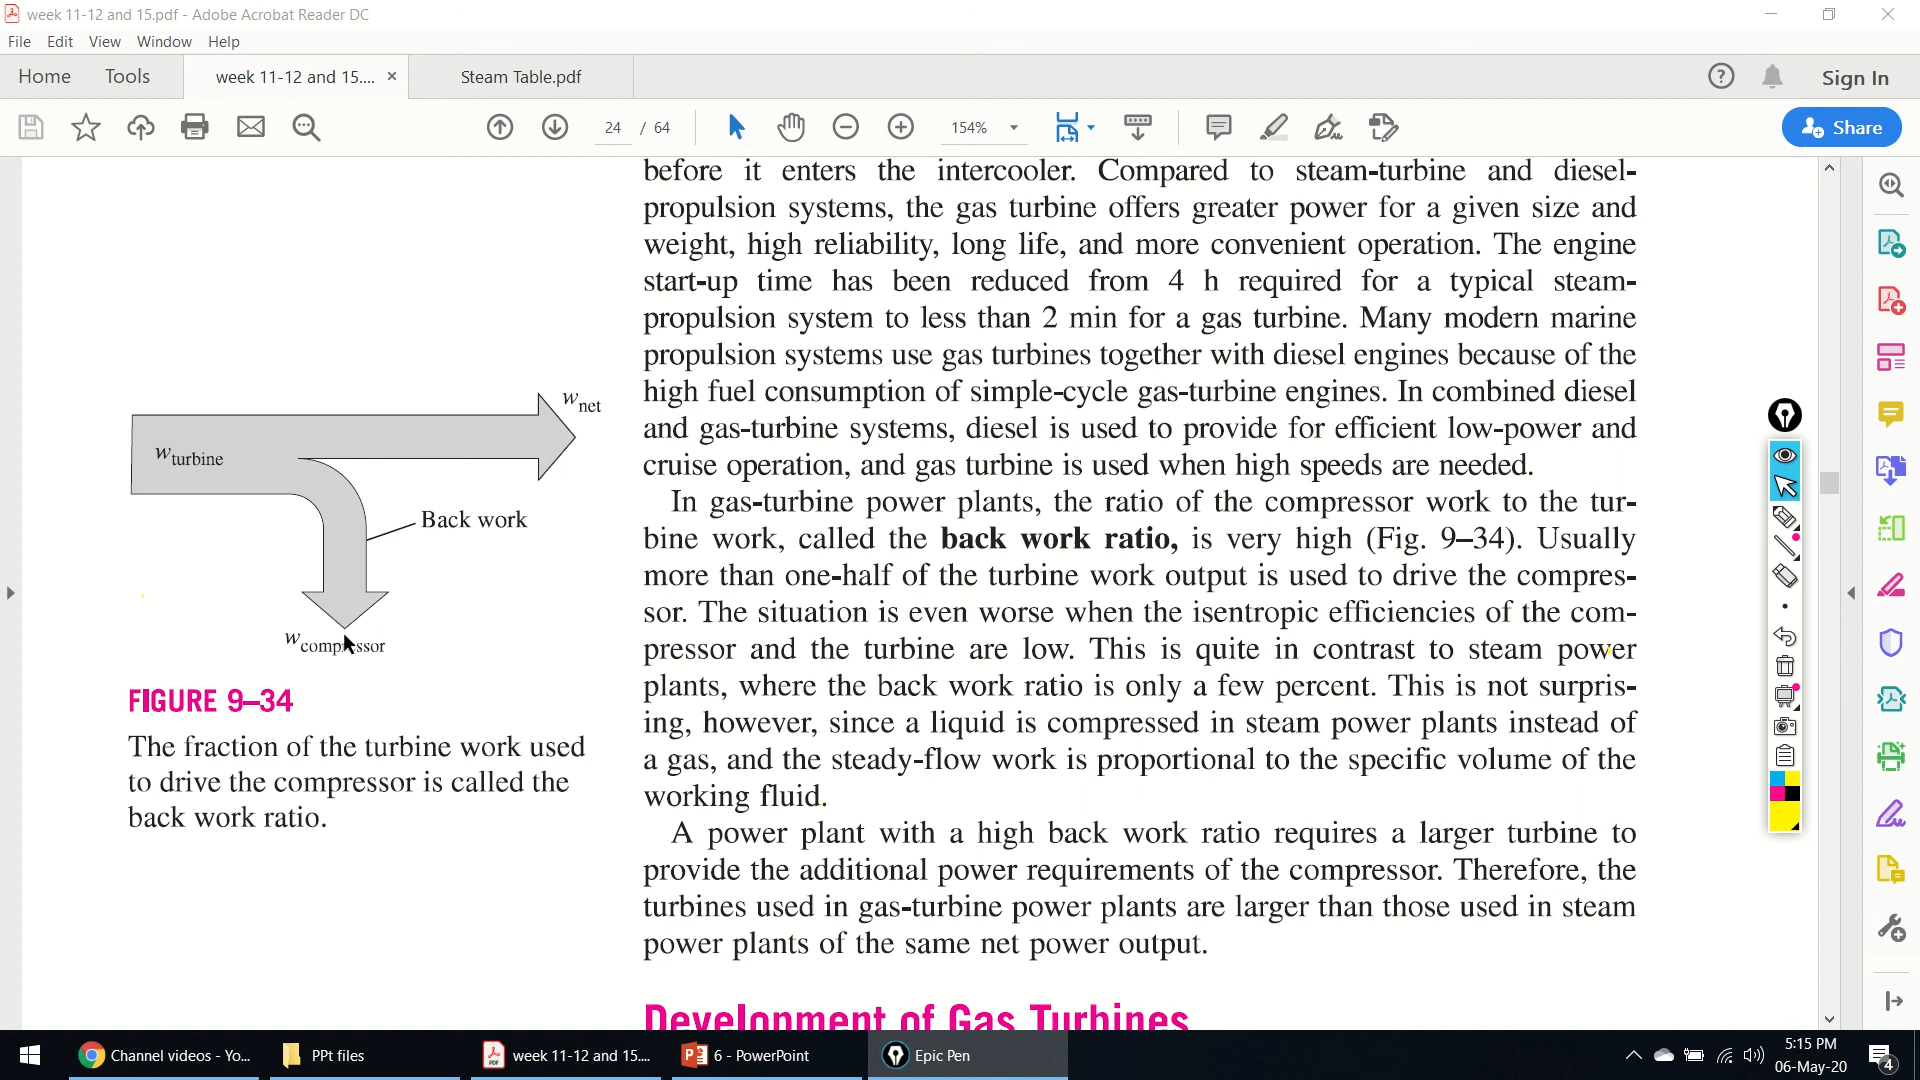 week 11-12 and 15.pdf - Adobe Acrobat Reader DC
File Edit View Window Help
Home Tools week 11-12 and 15.... × Steam Table.pdf Sign In
24 / 64 154% Share
before it enters the intercooler. Compared to steam-turbine and diesel-
propulsion systems, the gas turbine offers greater power for a given size and
weight, high reliability, long life, and more convenient operation. The engine
start-up time has been reduced from 4 h required for a typical steam-
propulsion system to less than 2 min for a gas turbine. Many modern marine
propulsion systems use gas turbines together with diesel engines because of the
high fuel consumption of simple-cycle gas-turbine engines. In combined diesel
and gas-turbine systems, diesel is used to provide for efficient low-power and
cruise operation, and gas turbine is used when high speeds are needed.
In gas-turbine power plants, the ratio of the compressor work to the tur-
bine work, called the back work ratio, is very high (Fig. 9–34). Usually
more than one-half of the turbine work output is used to drive the compres-
sor. The situation is even worse when the isentropic efficiencies of the com-
pressor and the turbine are low. This is quite in contrast to steam power
plants, where the back work ratio is only a few percent. This is not surpris-
ing, however, since a liquid is compressed in steam power plants instead of
a gas, and the steady-flow work is proportional to the specific volume of the
working fluid.
A power plant with a high back work ratio requires a larger turbine to
provide the additional power requirements of the compressor. Therefore, the
turbines used in gas-turbine power plants are larger than those used in steam
power plants of the same net power output.
Development of Gas Turbines
w net
w turbine
Back work
w compressor
FIGURE 9–34
The fraction of the turbine work used
to drive the compressor is called the
back work ratio.
Channel videos - Yo... PPt files week 11-12 and 15.... 6 - PowerPoint Epic Pen
5:15 PM
06-May-20
4